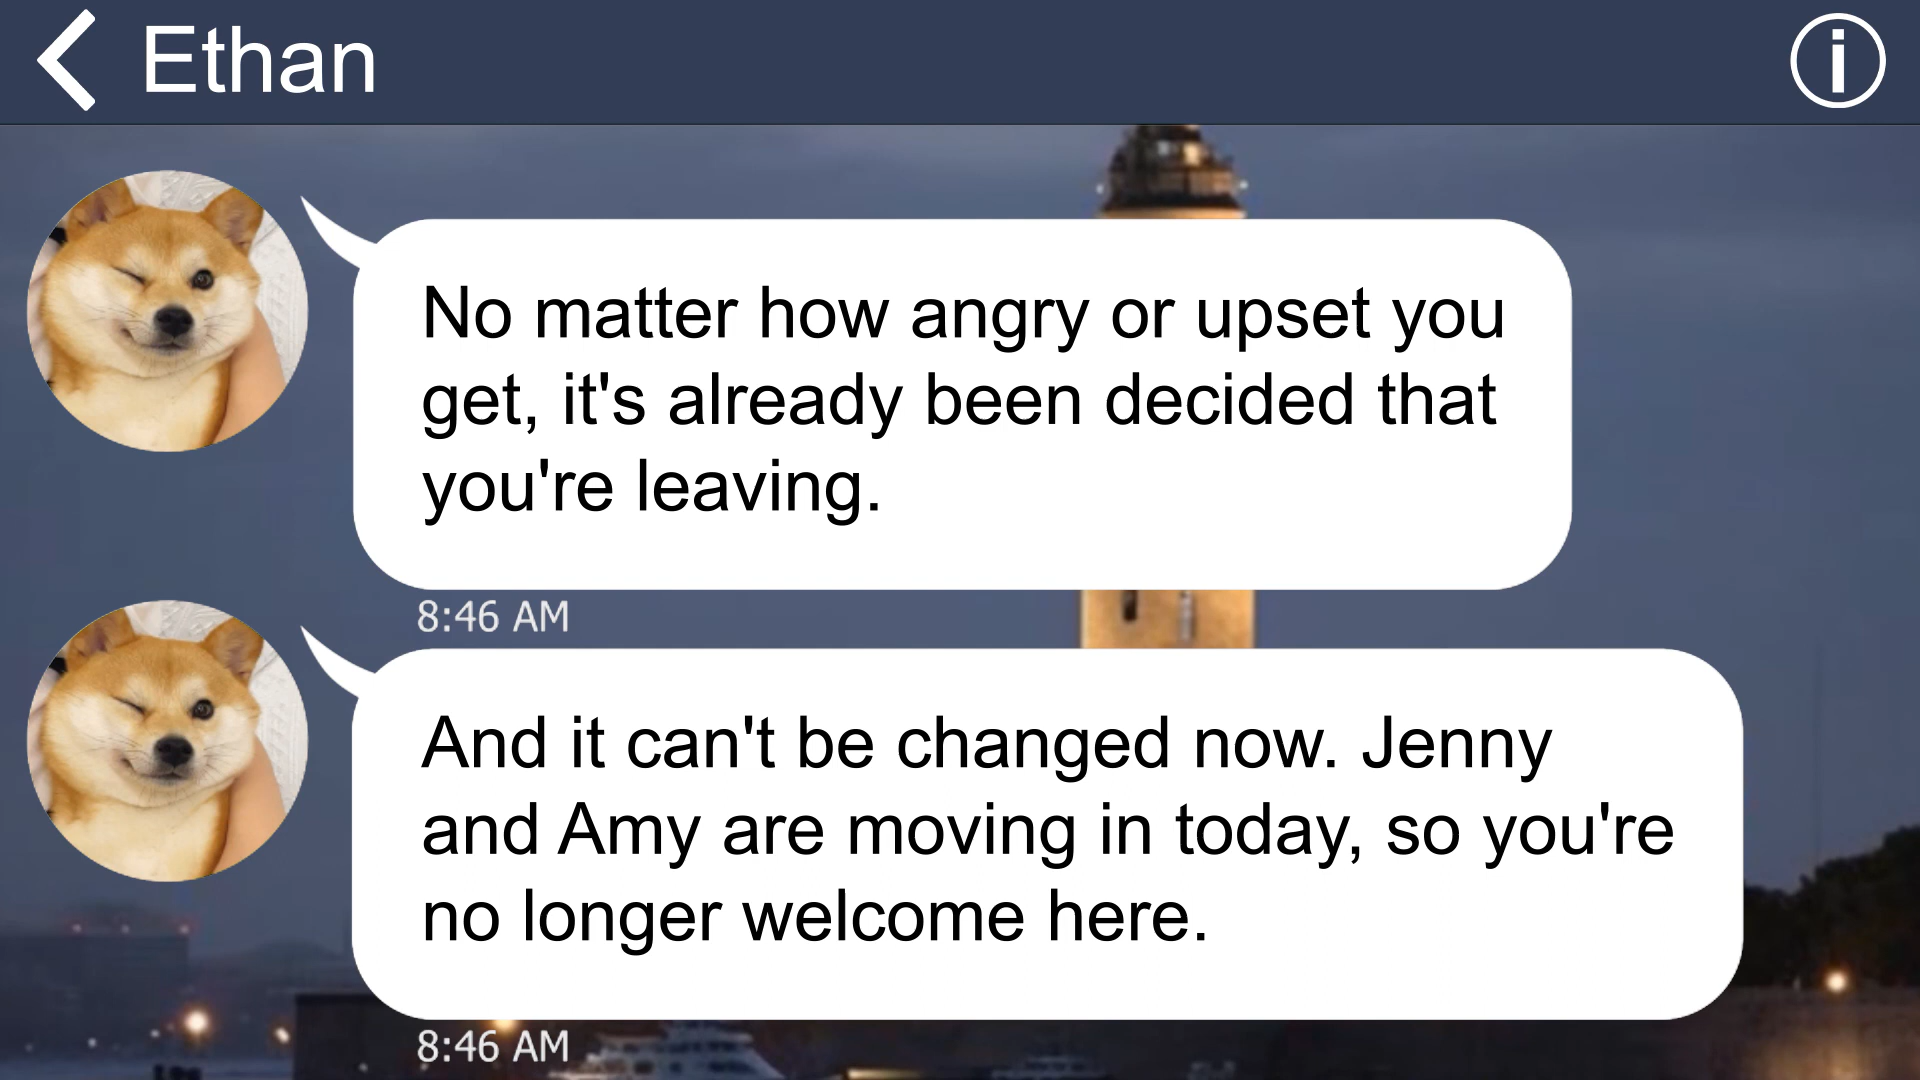 Ethan
No matter how angry or upset you
get, it's already been decided that
you're leaving.
8:46 AM
And it can't be changed now. Jenny
and Amy are moving in today, so you're
no longer welcome here.
8:46 AM